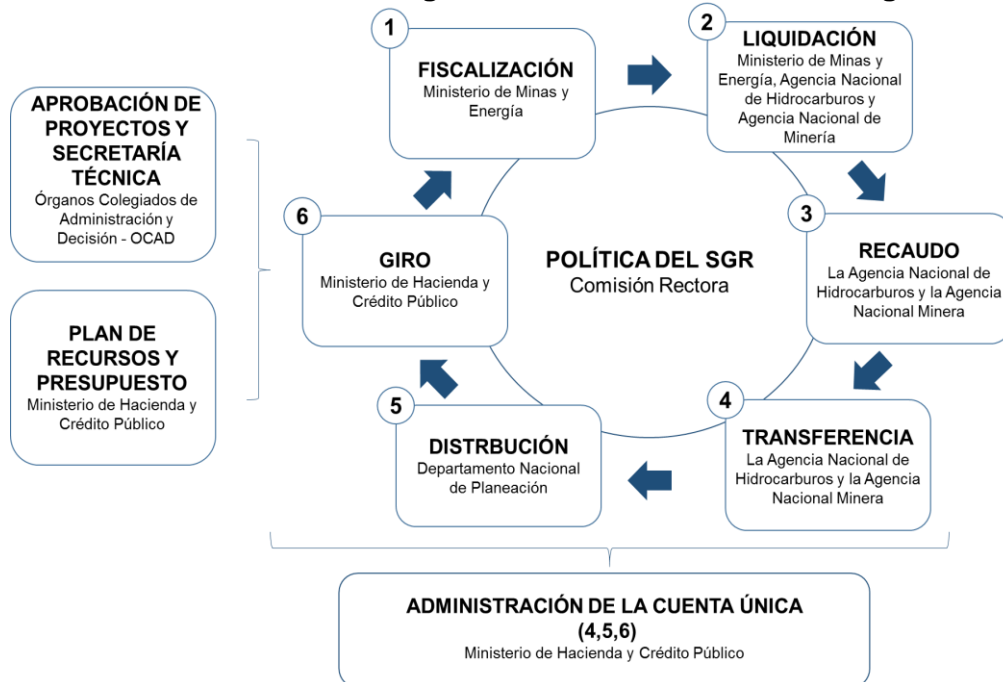 1
FISCALIZACIÓN
Ministerio de Minas y
Energía
2
LIQUIDACIÓN
Ministerio de Minas y
Energía, Agencia Nacional
de Hidrocarburos y
Agencia Nacional de
Minería
APROBACIÓN DE
PROYECTOS Y
SECRETARÍA
TÉCNICA
Órganos Colegiados de
Administración y
Decisión - OCAD
6
GIRO
Ministerio de Hacienda y
Crédito Público
POLÍTICA DEL SGR
Comisión Rectora
3
RECAUDO
La Agencia Nacional de
Hidrocarburos y la Agencia
Nacional Minera
PLAN DE
RECURSOS Y
PRESUPUESTO
Ministerio de Hacienda y
Crédito Público
5
DISTRBUCIÓN
Departamento Nacional
de Planeación
4
TRANSFERENCIA
La Agencia Nacional de
Hidrocarburos y la Agencia
Nacional Minera
ADMINISTRACIÓN DE LA CUENTA ÚNICA
(4,5,6)
Ministerio de Hacienda y Crédito Público